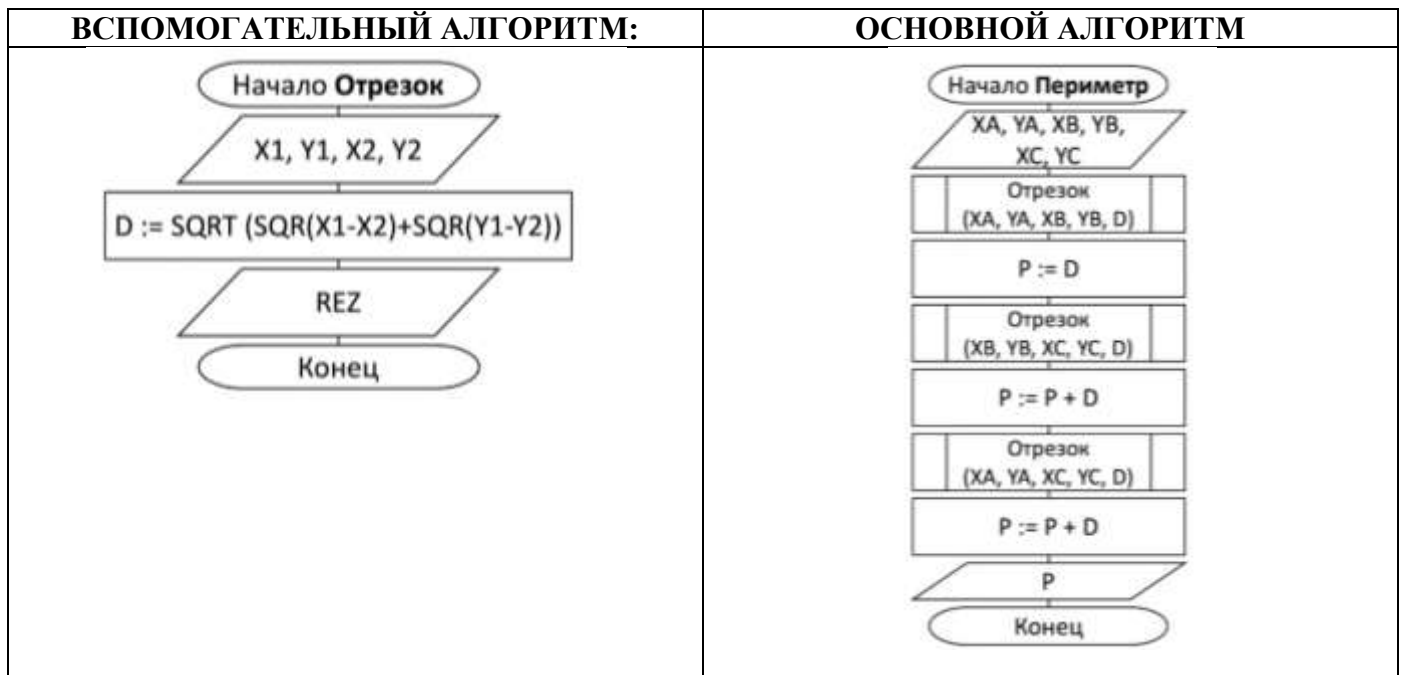 ВСПОМОГАТЕЛЬНЫЙ АЛГОРИТМ:
Начало Отрезок
X1, Y1, X2, Y2
D := SQRT (SQR(X1-X2)+SQR(Y1-Y2))
REZ
Конец
ОСНОВНОЙ АЛГОРИТМ
Начало Периметр
XA, YA, XB, YB,
XC, YC
Отрезок
(XA, YA, XB, YB, D)
P := D
Отрезок
(XB, YB, XC, YC, D)
P := P + D
Отрезок
(XA, YA, XC, YC, D)
P := P + D
P
Конец